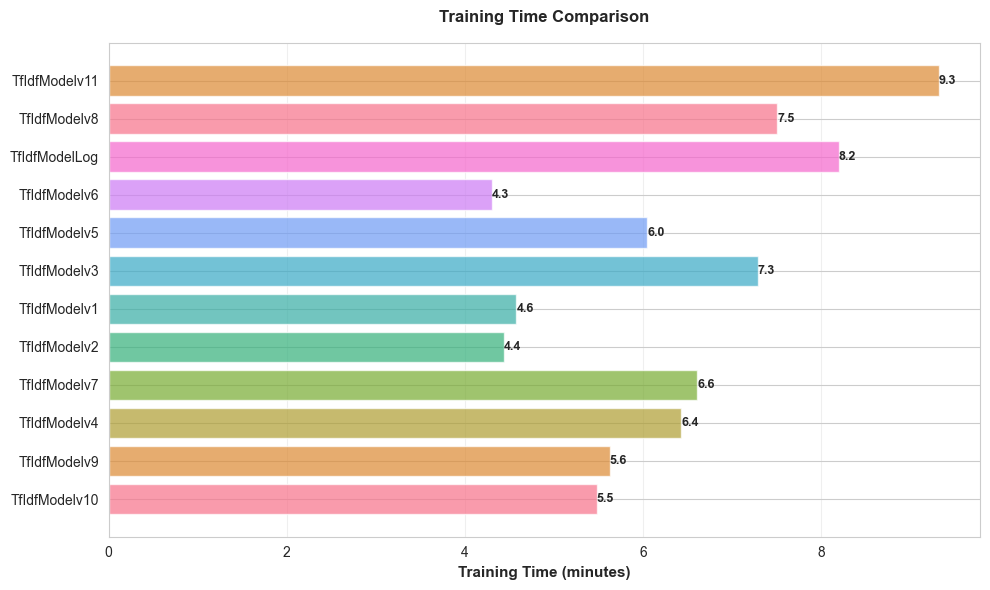 Training Time Comparison
TfIdfModelv11 9.3
TfIdfModelv8 7.5
TfIdfModelLog 8.2
TfIdfModelv6 4.3
TfIdfModelv5 6.0
TfIdfModelv3 7.3
TfIdfModelv1 4.6
TfIdfModelv2 4.4
TfIdfModelv7 6.6
TfIdfModelv4 6.4
TfIdfModelv9 5.6
TfIdfModelv10 5.5
0 2 4 6 8
Training Time (minutes)